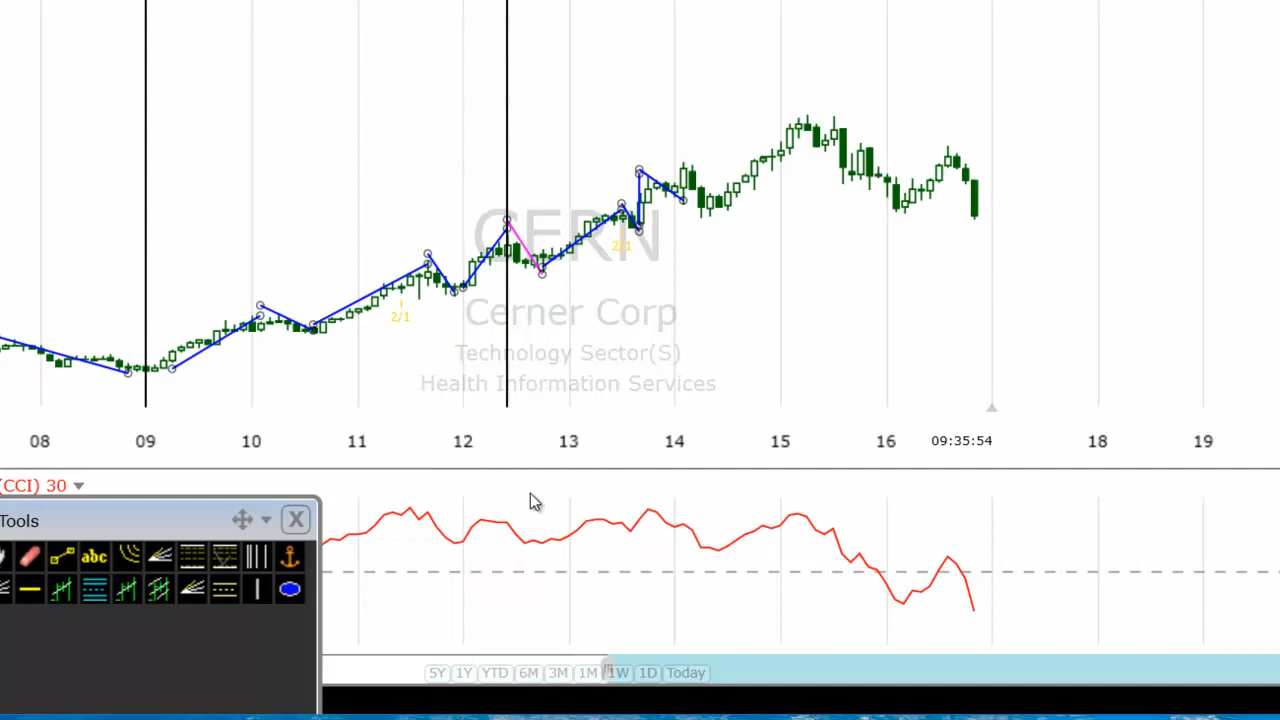 CERN
2/1
Cerner Corp
2/1
Technology Sector(S)
Health Information Services
08 09 10 11 12 13 14 15 16 09:35:54 18 19
(CCI) 30
Tools X
abc
5Y 1Y YTD 6M 3M 1M 1W 1D Today